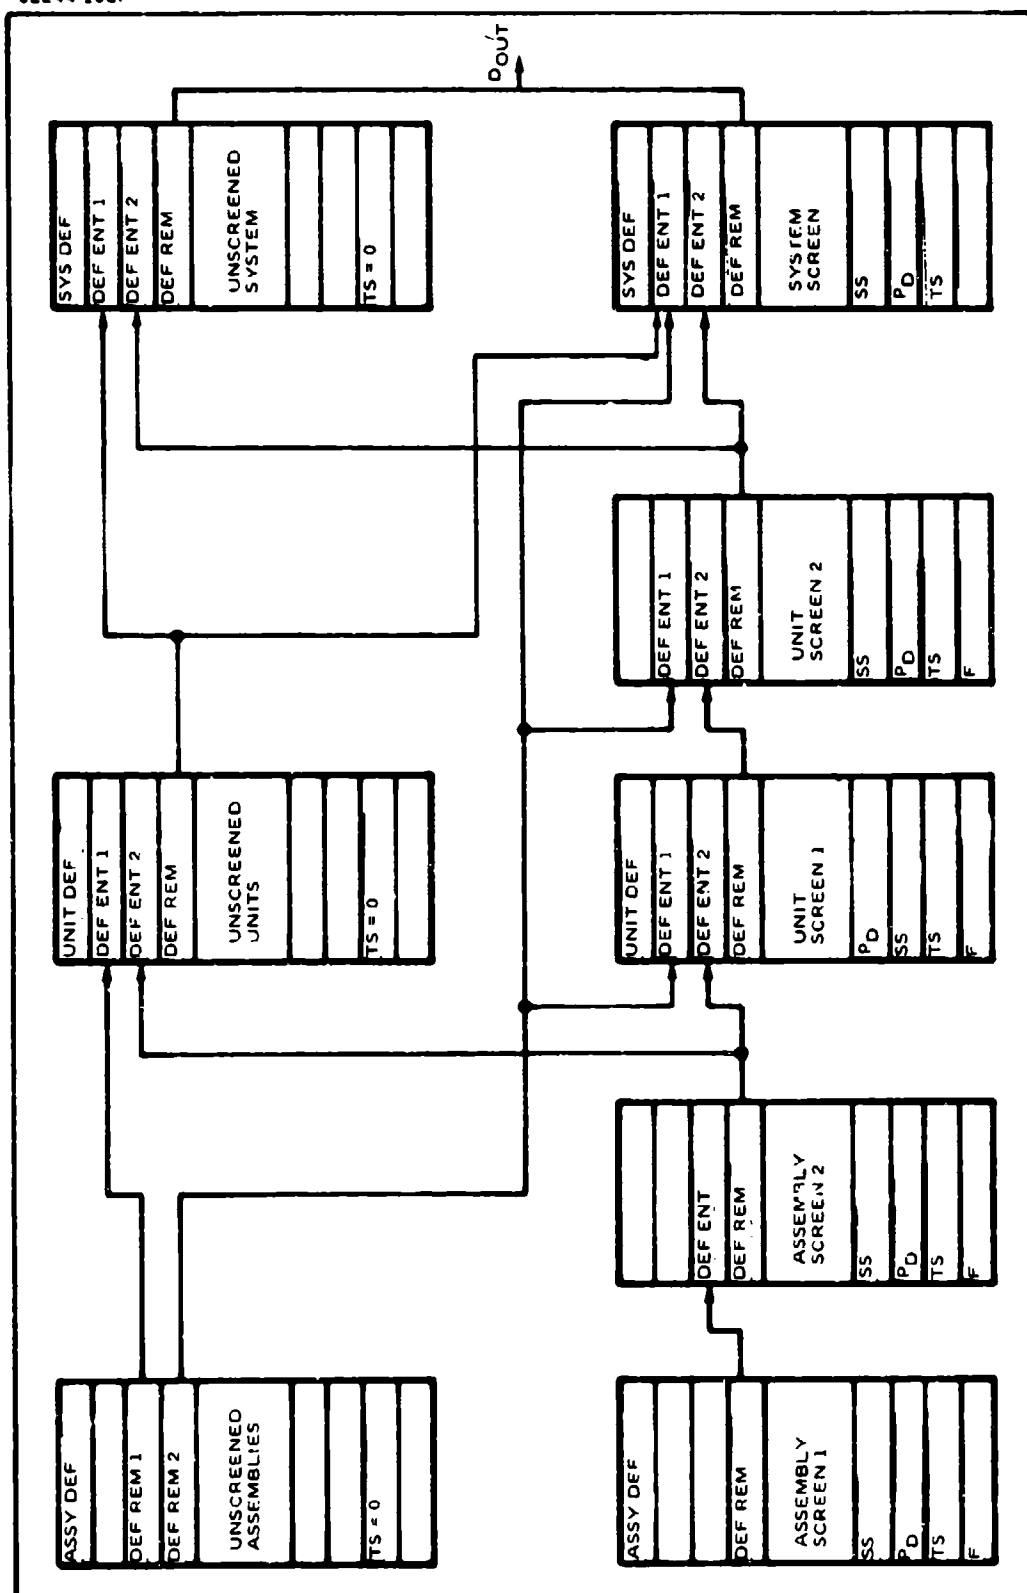 ASSY DEF
DEF REM 1
DEF REM 2
UNSCREENED
ASSEMBLIES
TS = 0
UNIT DEF
DEF ENT 1
DEF ENT 2
DEF REM
UNSCREENED
UNITS
TS = 0
SYS DEF
DEF ENT 1
DEF ENT 2
DEF REM
UNSCREENED
SYSTEM
TS = 0
DOUT
ASSY DEF
DEF REM
ASSEMBLY
SCREEN 1
SS
PD
TS
F
DEF ENT
DEF REM
ASSEMBLY
SCREEN 2
SS
PD
TS
F
UNIT DEF
DEF ENT 1
DEF ENT 2
DEF REM
UNIT
SCREEN 1
PD
SS
TS
F
DEF ENT 1
DEF ENT 2
DEF REM
UNIT
SCREEN 2
SS
PD
TS
F
SYS DEF
DEF ENT 1
DEF ENT 2
DEF REM
SYSTEM
SCREEN
SS
PD
TS